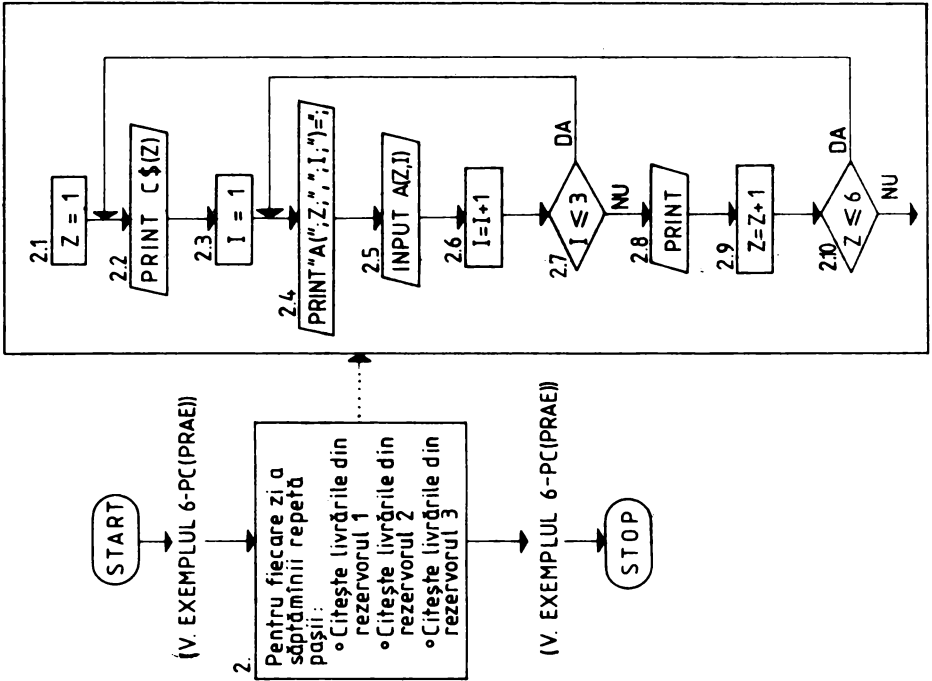 START
(V. EXEMPLUL 6-PC(PRAE))
2.
Pentru fiecare zi a
săptămînii repetă
pașii:
∘ Citește livrările din
rezervorul 1
∘ Citește livrările din
rezervorul 2
∘ Citește livrările din
rezervorul 3
(V. EXEMPLUL 6-PC(PRAE))
STOP
2.1
Z = 1
2.2
PRINT C$(Z)
2.3
I = 1
2.4
PRINT"A(";Z,",";I;")=";
2.5
INPUT A(Z,I)
2.6
I=I+1
2.7
I ≤ 3
DA
NU
2.8
PRINT
2.9
Z=Z+1
2.10
Z ≤ 6
DA
NU